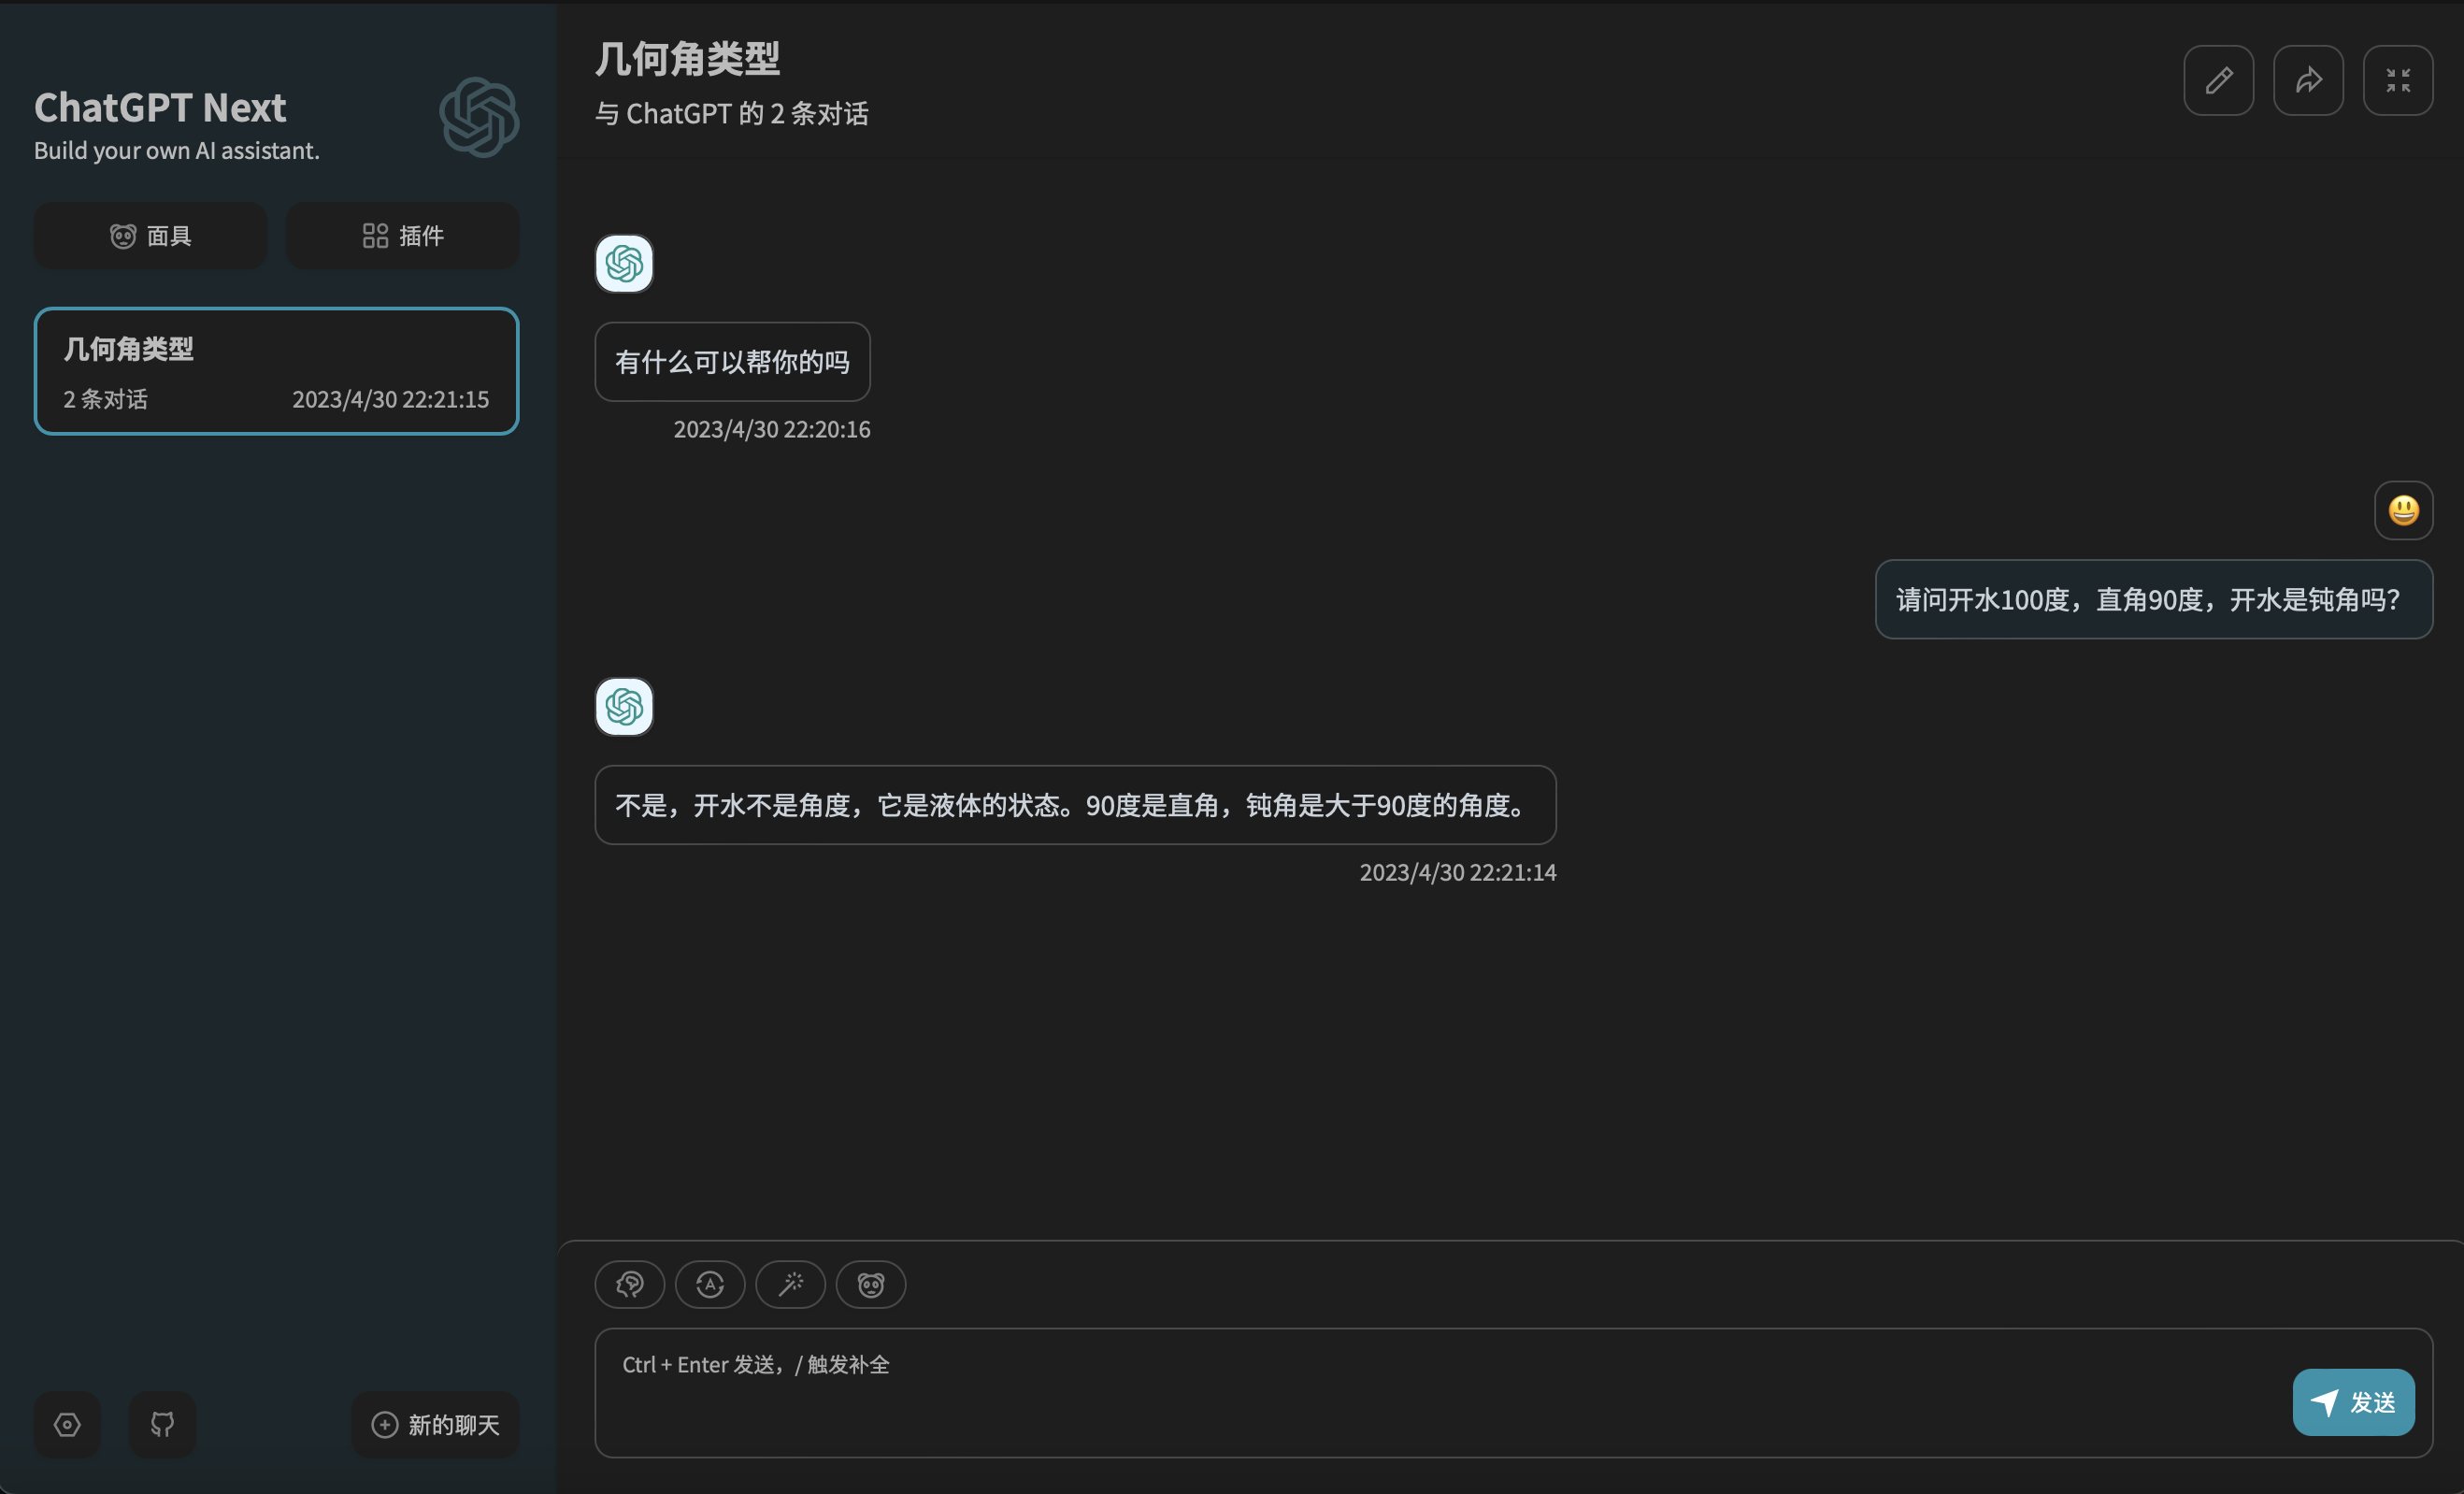 ChatGPT Next
Build your own AI assistant.
面具
插件
几何角类型
2 条对话
2023/4/30 22:21:15
新的聊天
几何角类型
与 ChatGPT 的 2 条对话
有什么可以帮你的吗
2023/4/30 22:20:16
请问开水100度，直角90度，开水是钝角吗？
不是，开水不是角度，它是液体的状态。90度是直角，钝角是大于90度的角度。
2023/4/30 22:21:14
Ctrl + Enter 发送，/ 触发补全
发送